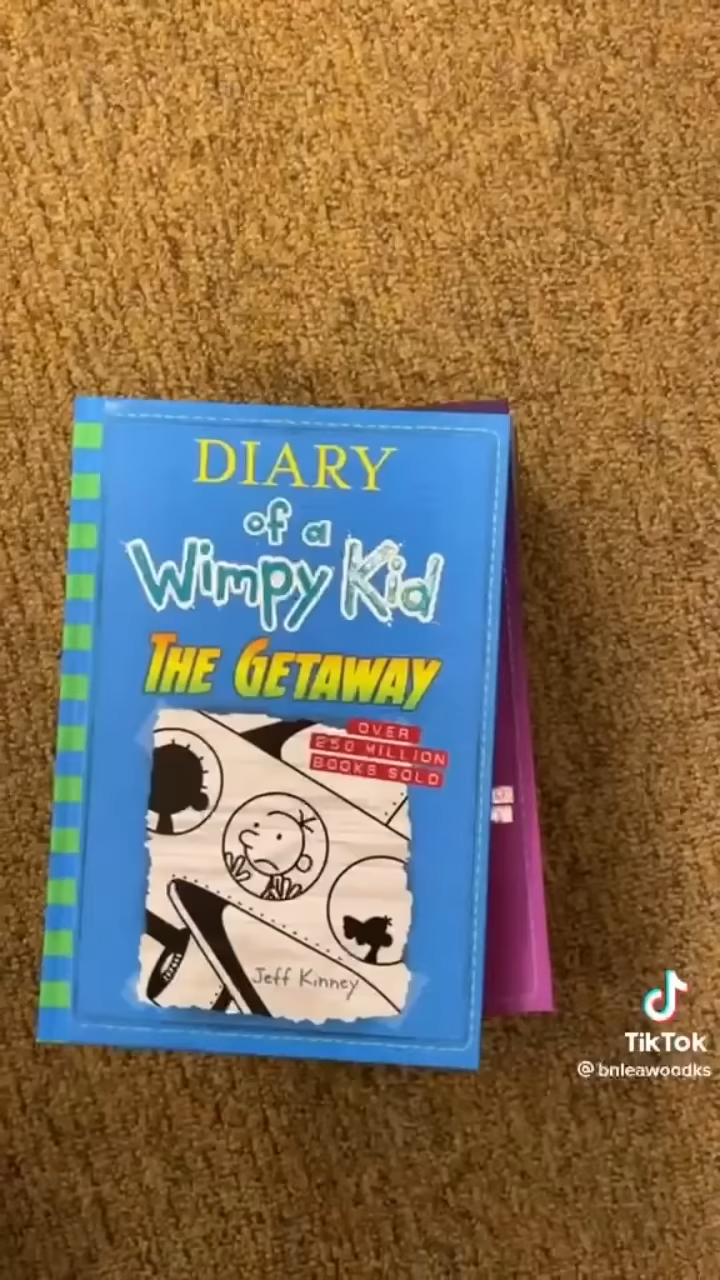 DIARY
of a
Wimpy Kid
THE GETAWAY
OVER
250 MILLION
BOOKS SOLD
Jeff Kinney
TikTok
@bnleawoodks